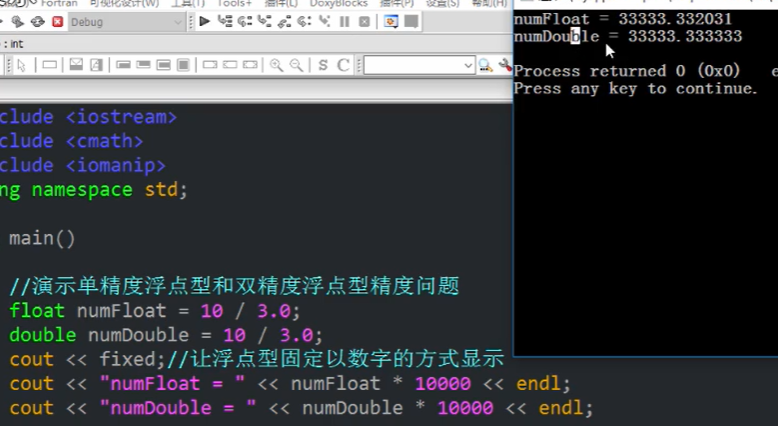 Fortran 可视化设计(W) 工具(T) Tools+ 插件(L) DoxyBlocks 插件(P) 设置(S) 帮助(H)
Debug
: int
S C
clude <iostream>
clude <cmath>
clude <iomanip>
ng namespace std;
main()
//演示单精度浮点型和双精度浮点型精度问题
float numFloat = 10 / 3.0;
double numDouble = 10 / 3.0;
cout << fixed;//让浮点型固定以数字的方式显示
cout << "numFloat = " << numFloat * 10000 << endl;
cout << "numDouble = " << numDouble * 10000 << endl;
numFloat = 33333.332031
numDouble = 33333.333333
Process returned 0 (0x0) e
Press any key to continue.